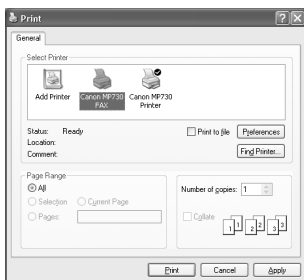 Print
General
Select Printer
Add Printer
Canon MP730 FAX
Canon MP730 Printer
Status: Ready
Location:
Comment:
Print to file
Preferences
Find Printer...
Page Range
All
Selection
Current Page
Pages:
Number of copies: 1
Collate
1 1 2 2 3 3
Print
Cancel
Apply